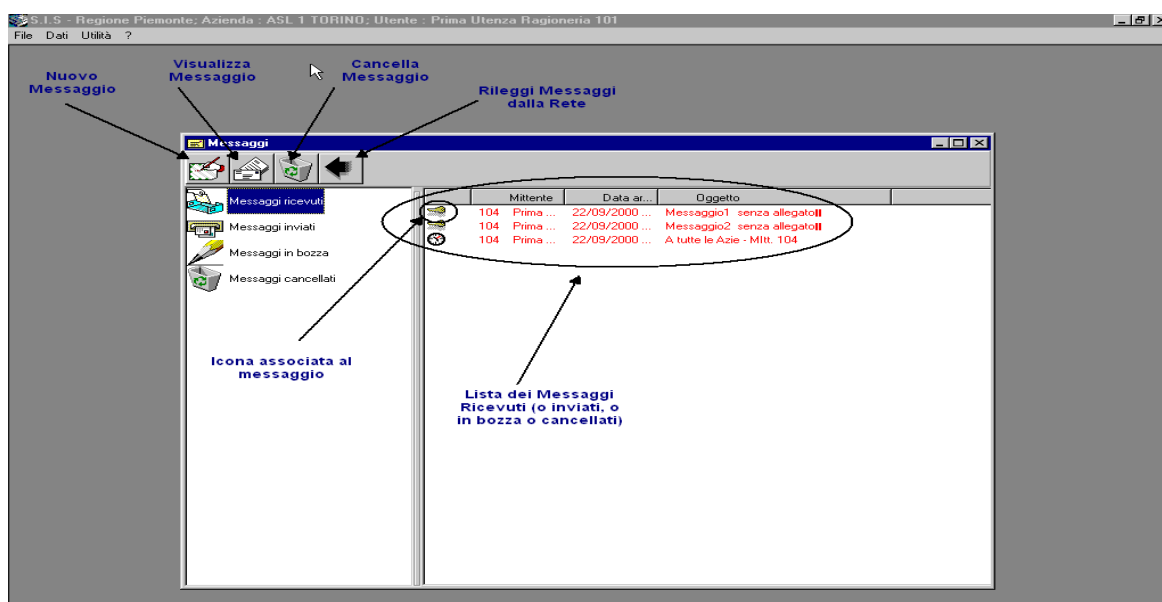 S.I.S - Regione Piemonte; Azienda : ASL 1 TORINO; Utente : Prima Utenza Ragioneria 101
File Dati Utilità ?
Nuovo
Messaggio
Visualizza
Messaggio
Cancella
Messaggio
Rileggi Messaggi
dalla Rete
Messaggi
Messaggi ricevuti
Messaggi inviati
Messaggi in bozza
Messaggi cancellati
Mittente Data ar... Oggetto
104 Prima ... 22/09/2000 ... Messaggio1 senza allegato!!
104 Prima ... 22/09/2000 ... Messaggio2 senza allegato!!
104 Prima ... 22/09/2000 ... A tutte le Azie - MItt. 104
Icona associata al
messaggio
Lista dei Messaggi
Ricevuti (o inviati, o
in bozza o cancellati)